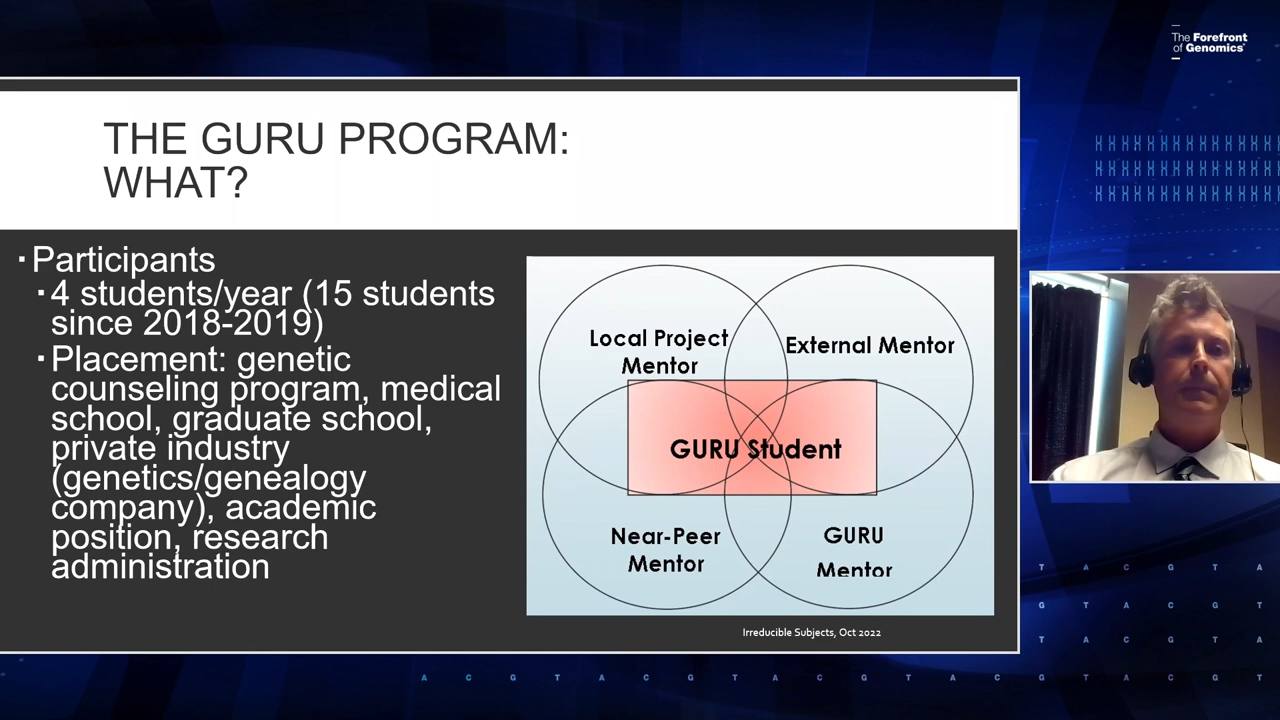 The Forefront
of Genomics®
THE GURU PROGRAM:
WHAT?
▪ Participants
▪ 4 students/year (15 students
since 2018-2019)
▪ Placement: genetic
counseling program, medical
school, graduate school,
private industry
(genetics/genealogy
company), academic
position, research
administration
Local Project
Mentor
External Mentor
GURU Student
Near-Peer
Mentor
GURU
Mentor
Irreducible Subjects, Oct 2022
T A C G T A
G T A C G T
T A C G T A
A C G T A C G T A C G T A C G T A C G T